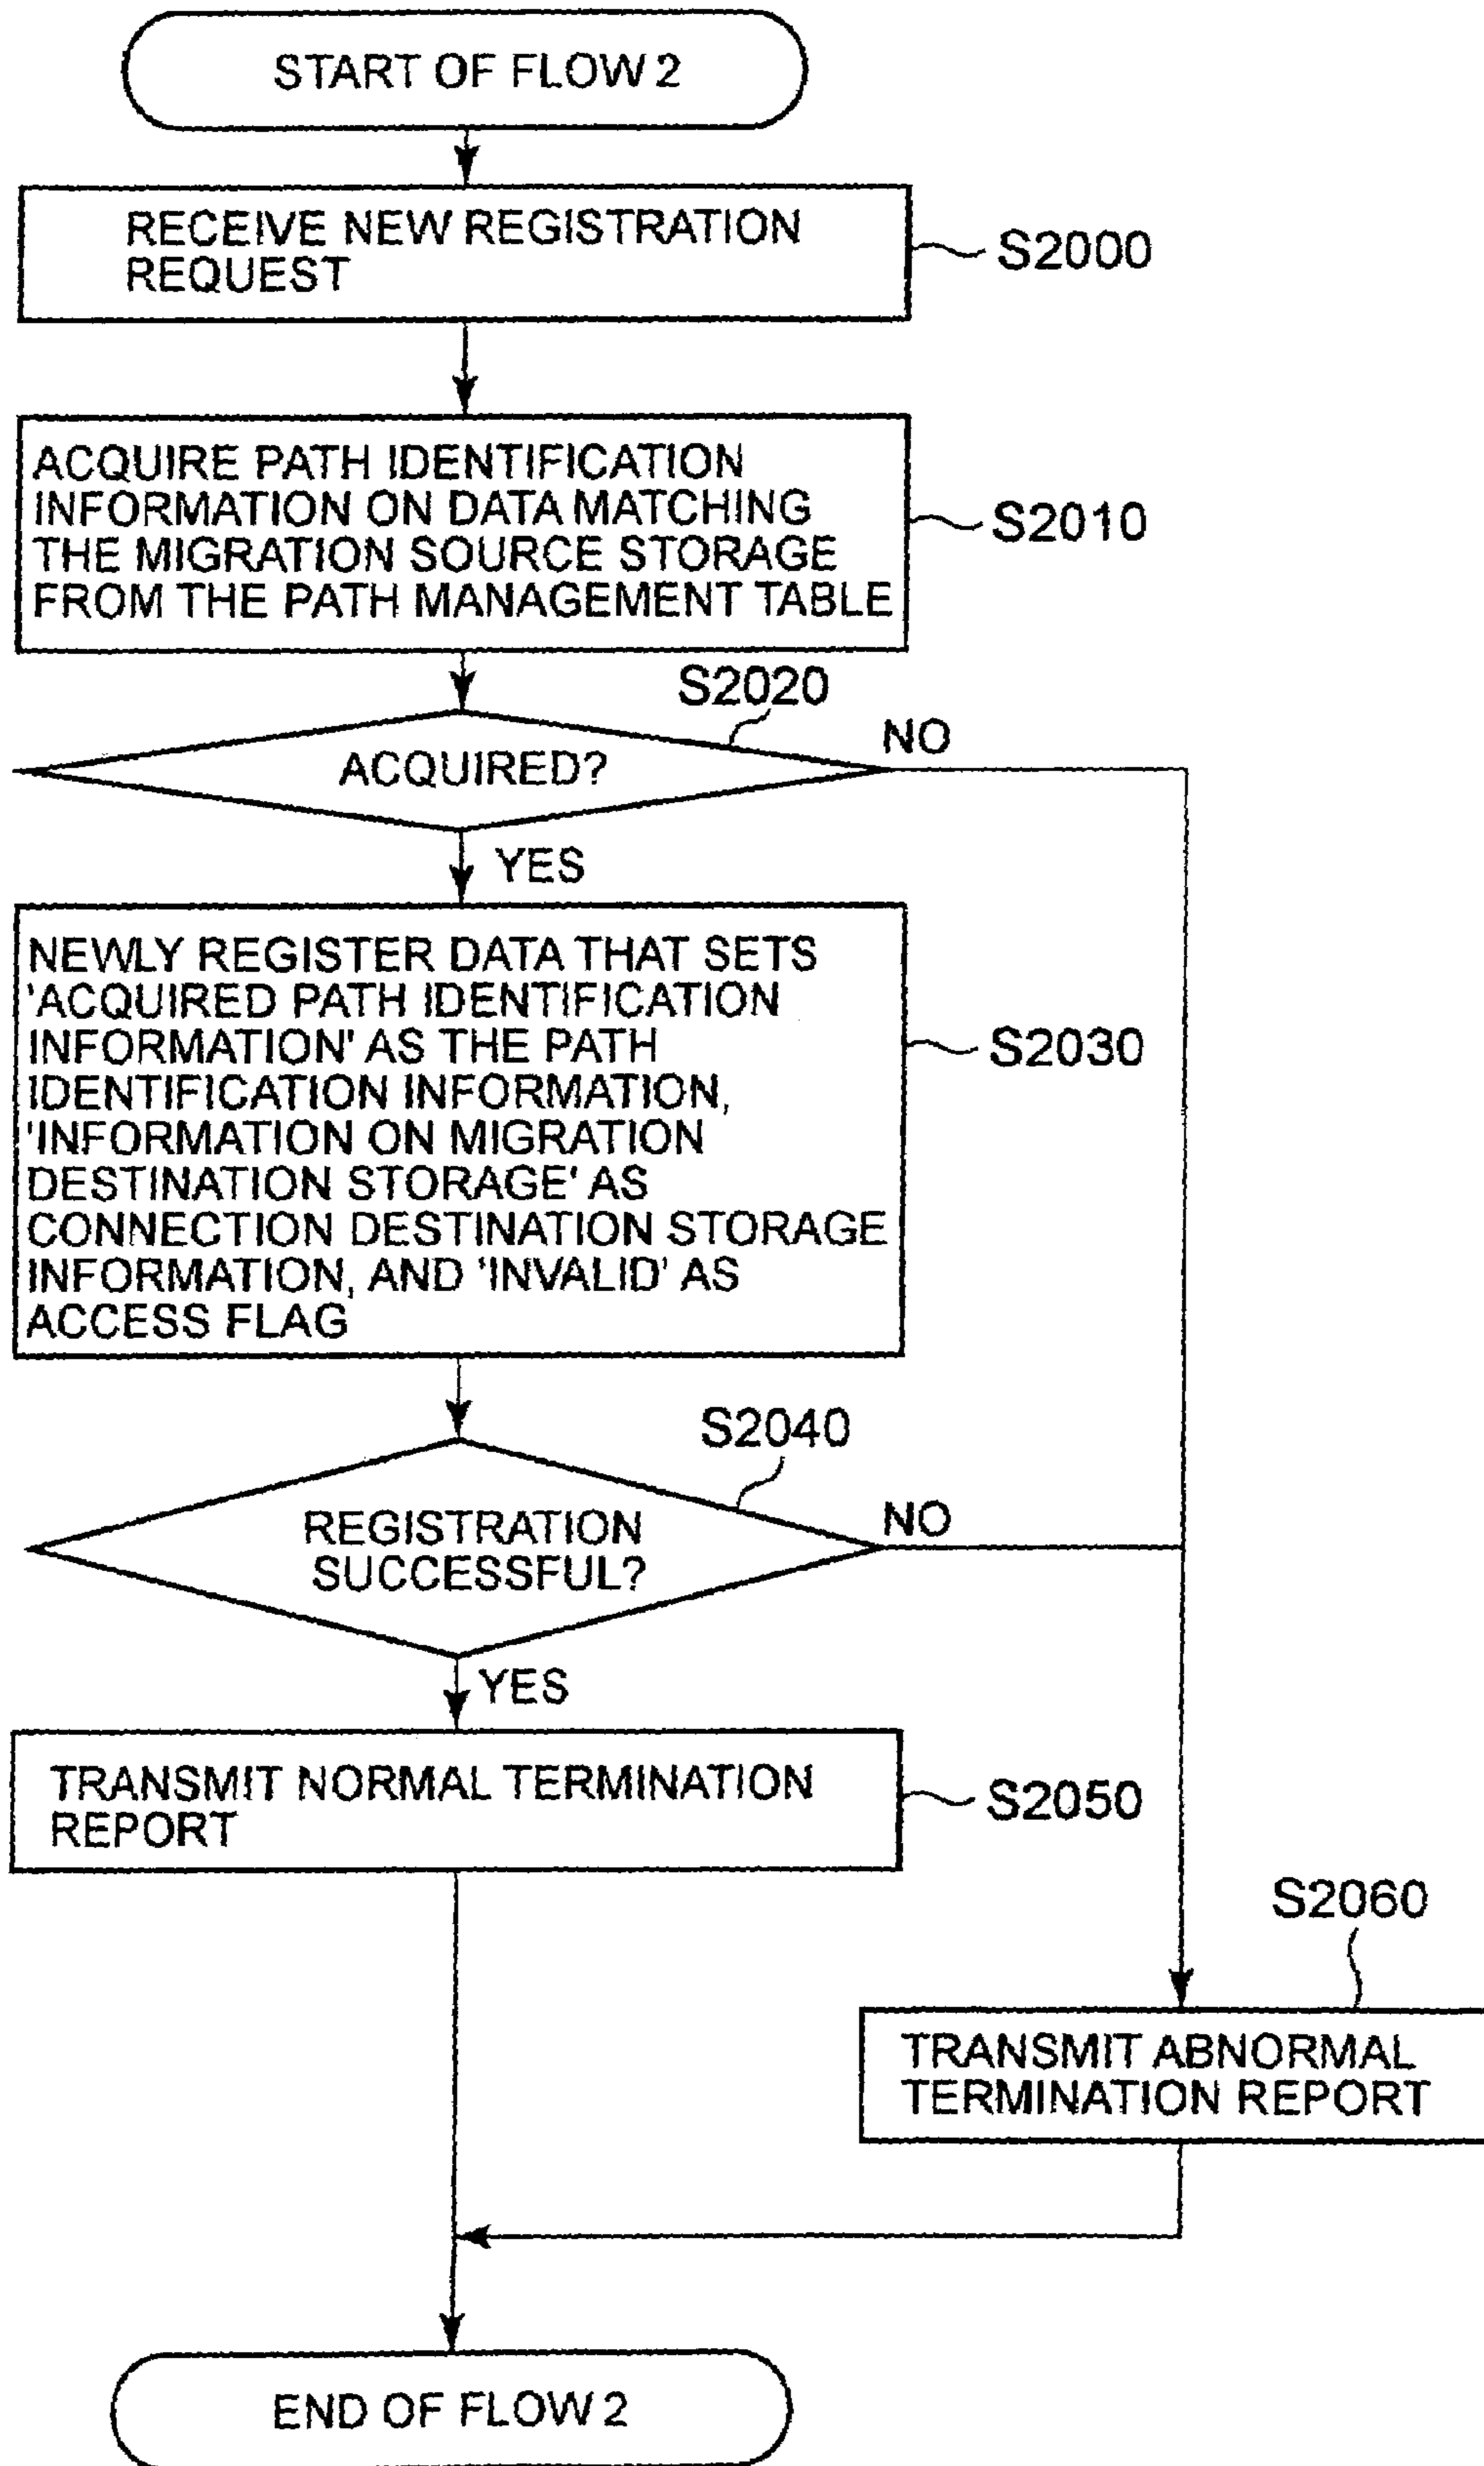 START OF FLOW 2
RECEIVE NEW REGISTRATION
REQUEST
S2000
ACQUIRE PATH IDENTIFICATION
INFORMATION ON DATA MATCHING
THE MIGRATION SOURCE STORAGE
FROM THE PATH MANAGEMENT TABLE
S2010
S2020
ACQUIRED?
NO
YES
NEWLY REGISTER DATA THAT SETS
'ACQUIRED PATH IDENTIFICATION
INFORMATION' AS THE PATH
IDENTIFICATION INFORMATION,
'INFORMATION ON MIGRATION
DESTINATION STORAGE' AS
CONNECTION DESTINATION STORAGE
INFORMATION, AND 'INVALID' AS
ACCESS FLAG
S2030
S2040
REGISTRATION
SUCCESSFUL?
NO
YES
TRANSMIT NORMAL TERMINATION
REPORT
S2050
S2060
TRANSMIT ABNORMAL
TERMINATION REPORT
END OF FLOW 2